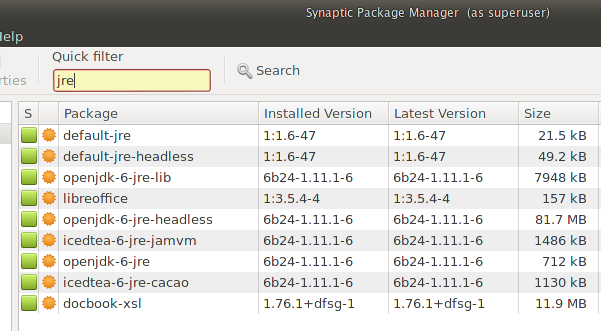 Synaptic Package Manager (as superuser)
Help
Quick filter
rties jre Search
S Package Installed Version Latest Version Size
default-jre 1:1.6-47 1:1.6-47 21.5 kB
default-jre-headless 1:1.6-47 1:1.6-47 49.2 kB
openjdk-6-jre-lib 6b24-1.11.1-6 6b24-1.11.1-6 7948 kB
libreoffice 1:3.5.4-4 1:3.5.4-4 157 kB
openjdk-6-jre-headless 6b24-1.11.1-6 6b24-1.11.1-6 81.7 MB
icedtea-6-jre-jamvm 6b24-1.11.1-6 6b24-1.11.1-6 1486 kB
openjdk-6-jre 6b24-1.11.1-6 6b24-1.11.1-6 712 kB
icedtea-6-jre-cacao 6b24-1.11.1-6 6b24-1.11.1-6 1130 kB
docbook-xsl 1.76.1+dfsg-1 1.76.1+dfsg-1 11.9 MB